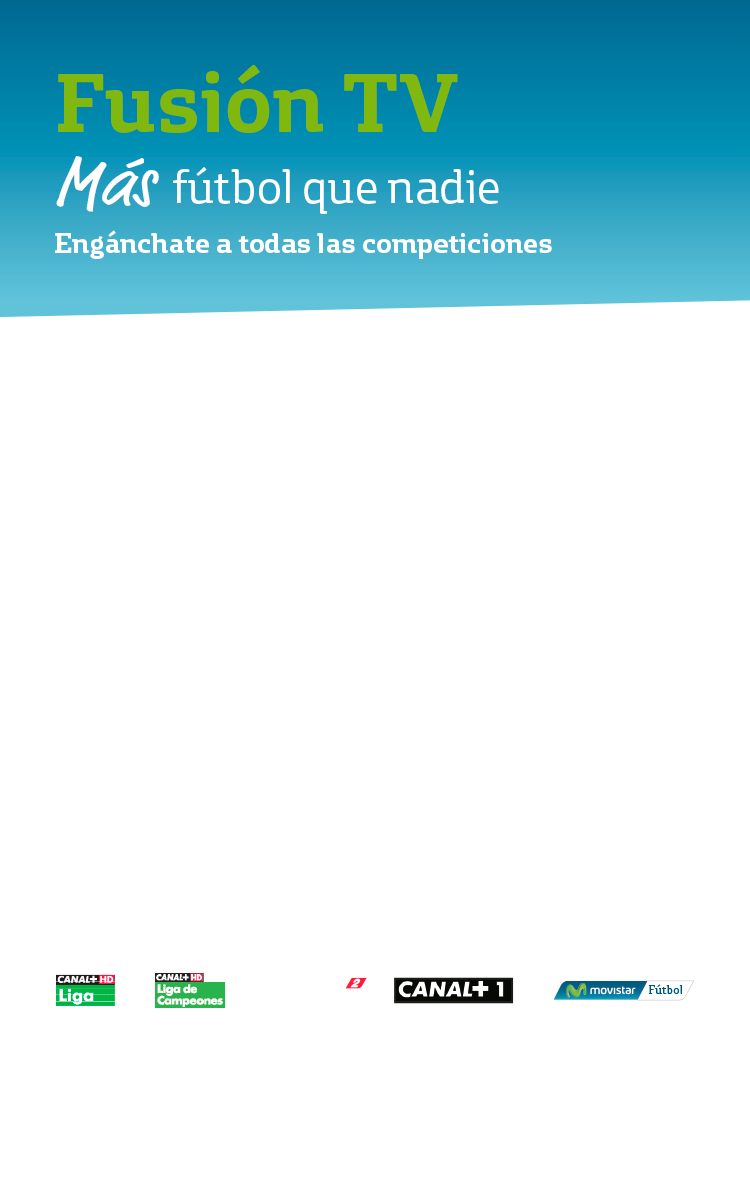 Fusión TV
Más fútbol que nadie
Engánchate a todas las competiciones
CANAL+ HD
Liga
CANAL+ HD
Liga de
Campeones
2
CANAL+ 1
movistar Fútbol